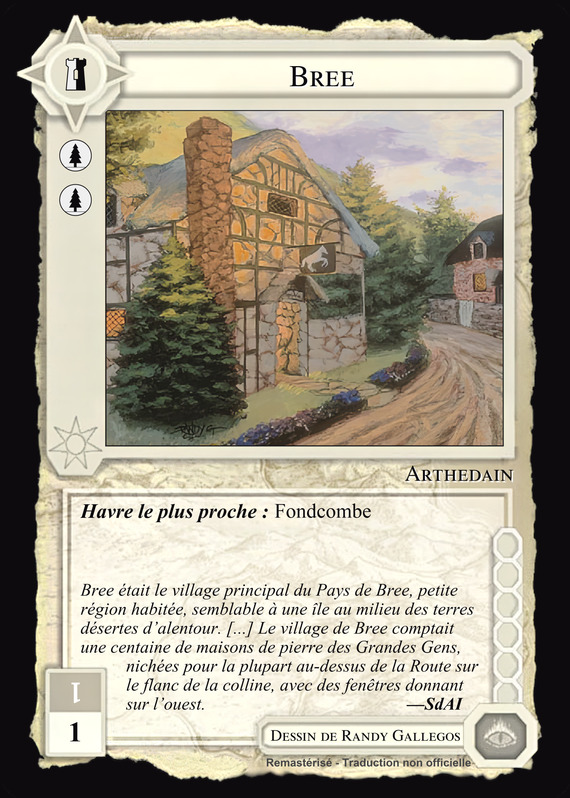 Bree
RANDY G
Arthedain
Havre le plus proche : Fondcombe
Bree était le village principal du Pays de Bree, petite
région habitée, semblable à une île au milieu des terres
désertes d’alentour. [...] Le village de Bree comptait
une centaine de maisons de pierre des Grandes Gens,
nichées pour la plupart au-dessus de la Route sur
le flanc de la colline, avec des fenêtres donnant
sur l’ouest.
—SdAI
1
1
Dessin de Randy Gallegos
Remastérisé - Traduction non officielle